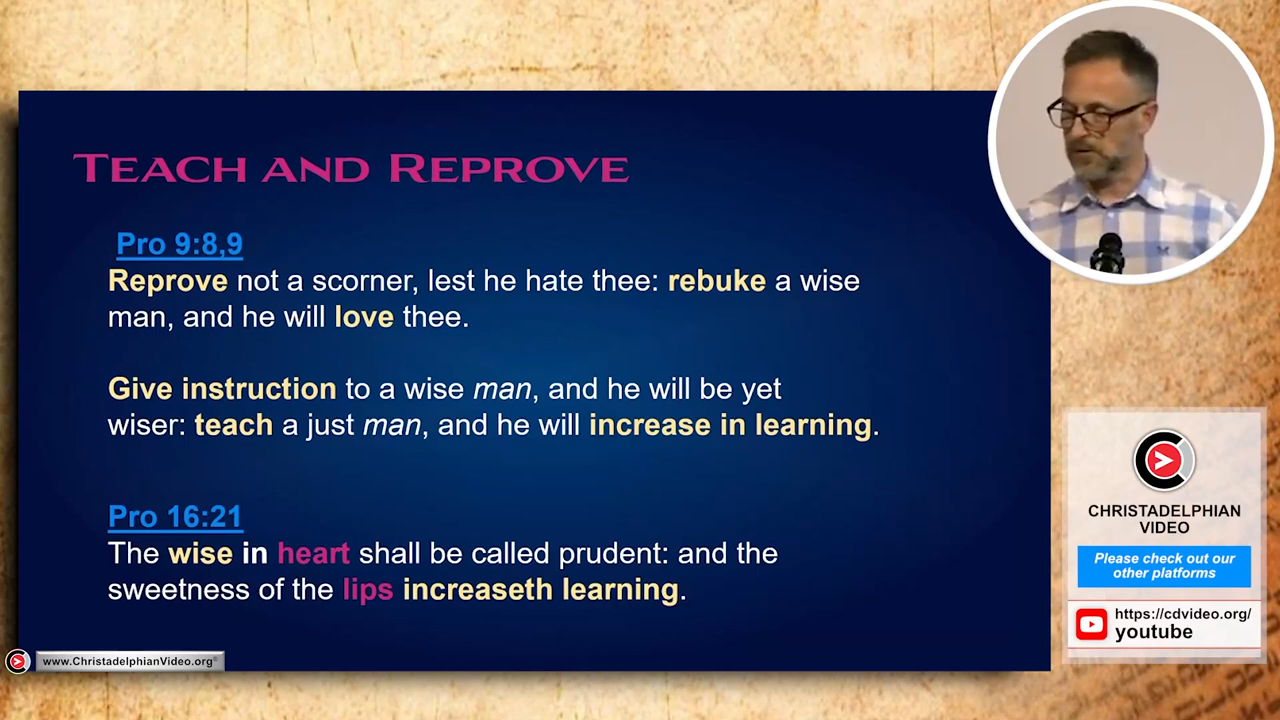 TEACH AND REPROVE
Pro 9:8,9
Reprove not a scorner, lest he hate thee: rebuke a wise
man, and he will love thee.
Give instruction to a wise man, and he will be yet
wiser: teach a just man, and he will increase in learning.
Pro 16:21
The wise in heart shall be called prudent: and the
sweetness of the lips increaseth learning.
CHRISTADELPHIAN
VIDEO
Please check out our
other platforms
https://cdvideo.org/
youtube
www.ChristadelphianVideo.org®